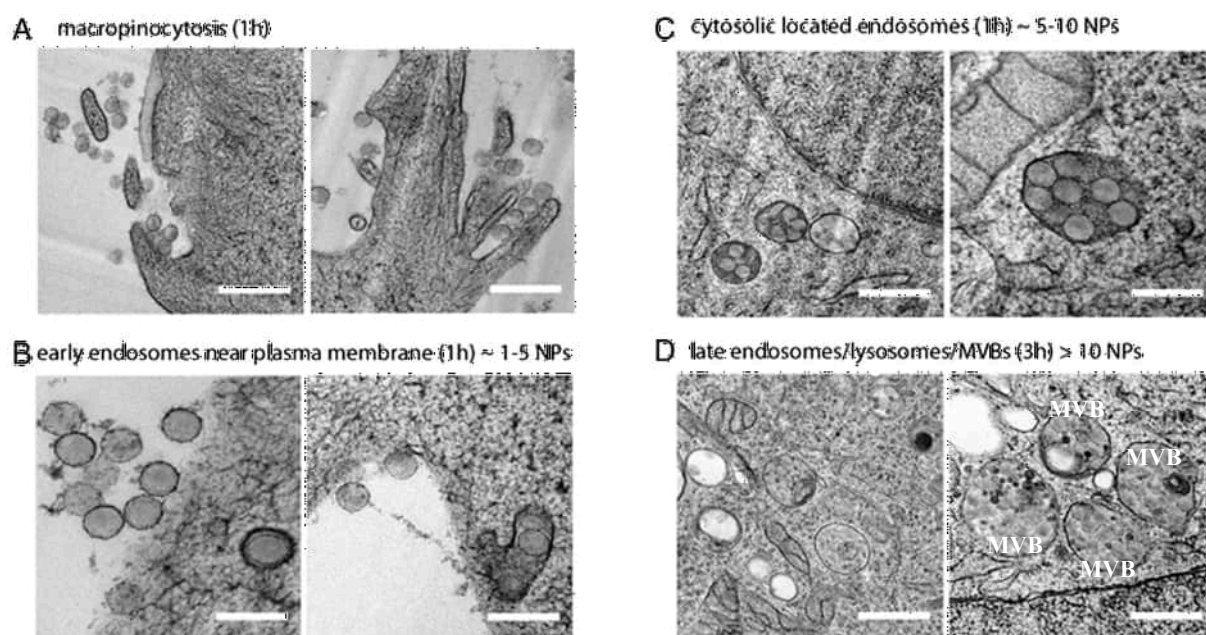 A macropinocytosis (1h)
C cytosolic located endosomes (1h) ~ 5-10 NPs
B early endosomes near plasma membrane (1h) ~ 1-5 NPs
D late endosomes/lysosomes/MVBs (3h) > 10 NPs
MVB
MVB
MVB
MVB